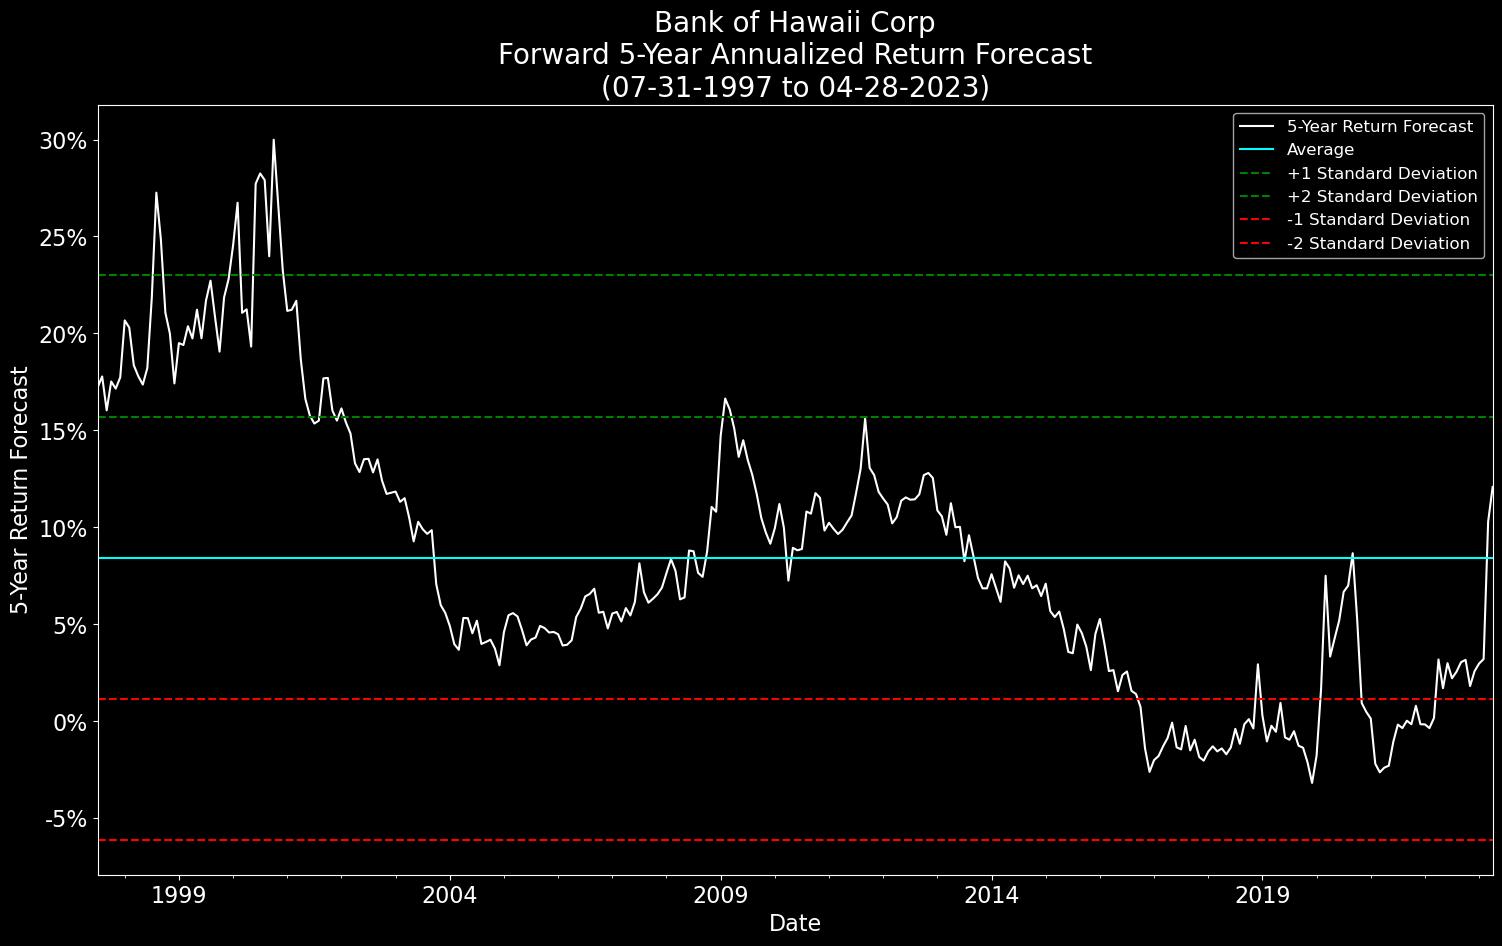 Bank of Hawaii Corp
Forward 5-Year Annualized Return Forecast
(07-31-1997 to 04-28-2023)
5-Year Return Forecast
Average
+1 Standard Deviation
+2 Standard Deviation
-1 Standard Deviation
-2 Standard Deviation
30%
25%
20%
15%
10%
5%
0%
-5%
5-Year Return Forecast
1999 2004 2009 2014 2019
Date